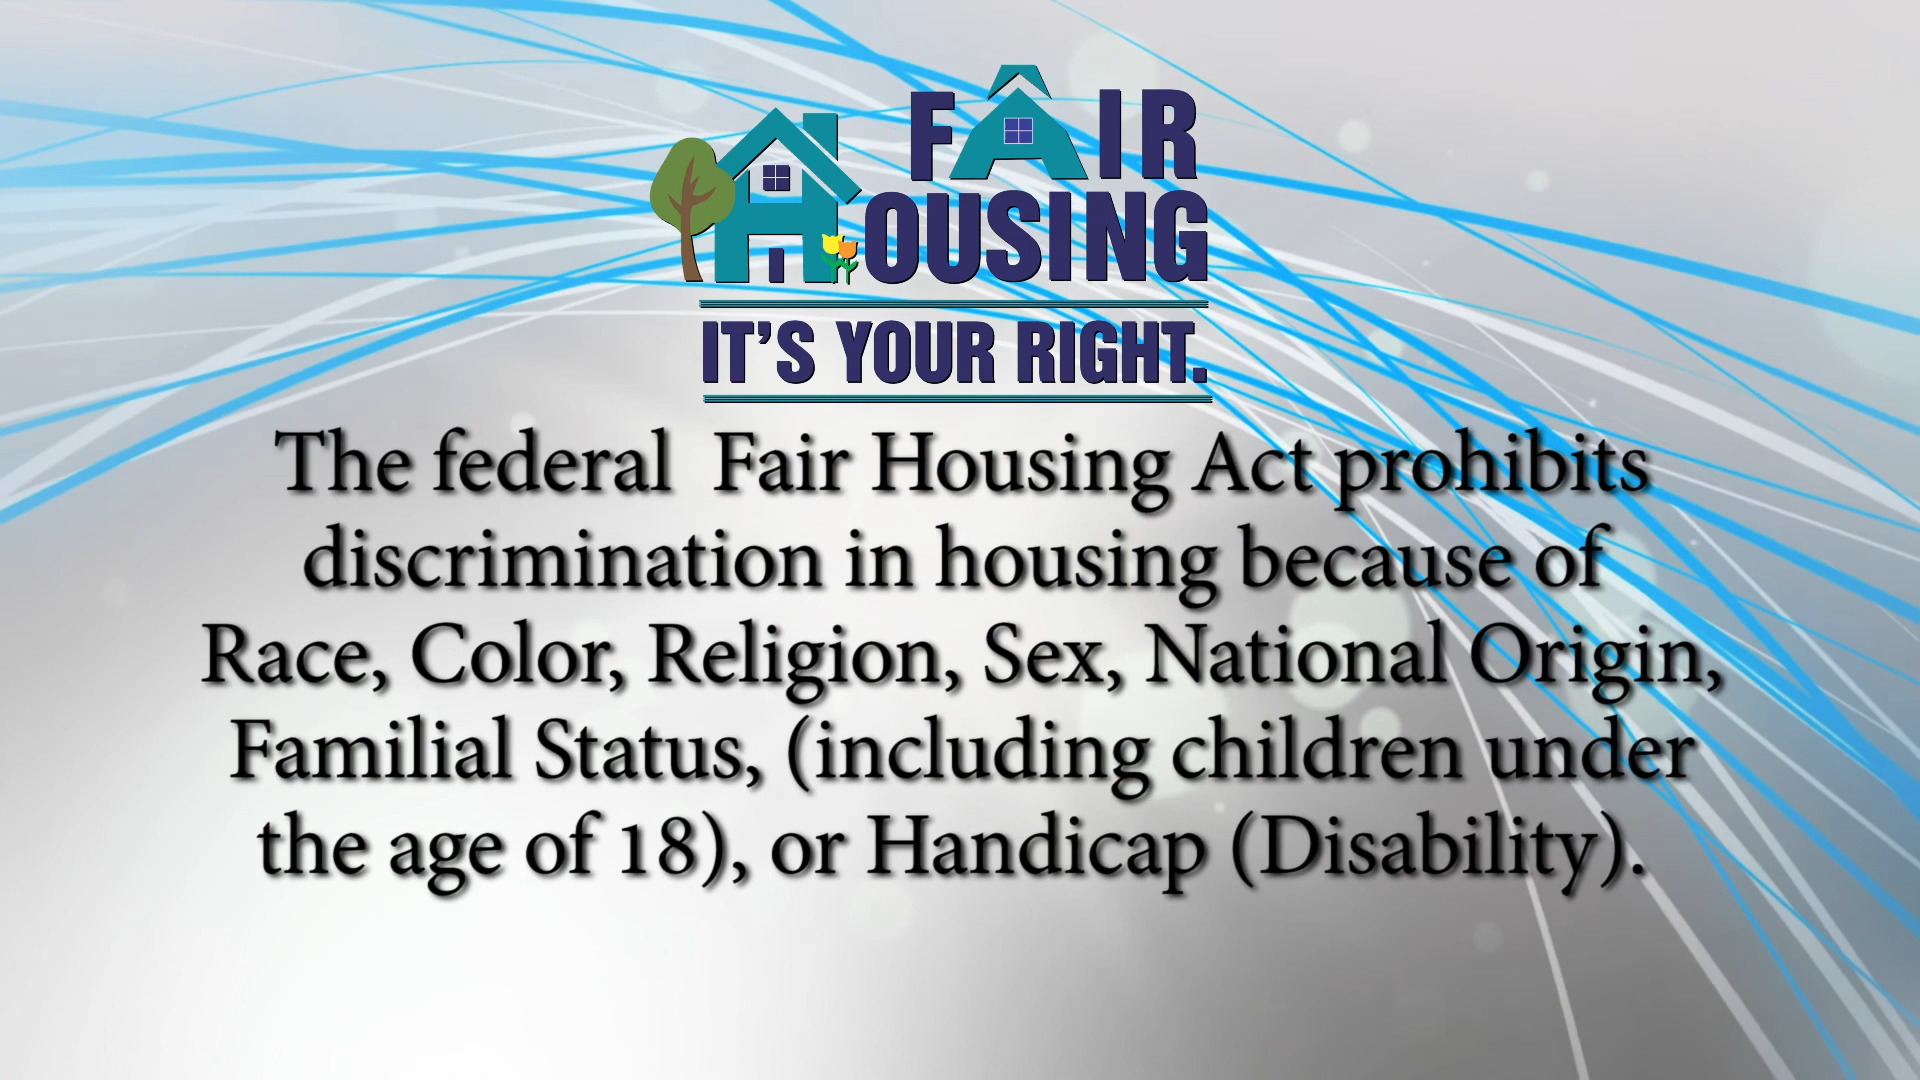 FAIR
HOUSING
IT'S YOUR RIGHT.
The federal  Fair Housing Act prohibits
discrimination in housing because of
Race, Color, Religion, Sex, National Origin,
Familial Status, (including children under
the age of 18), or Handicap (Disability).